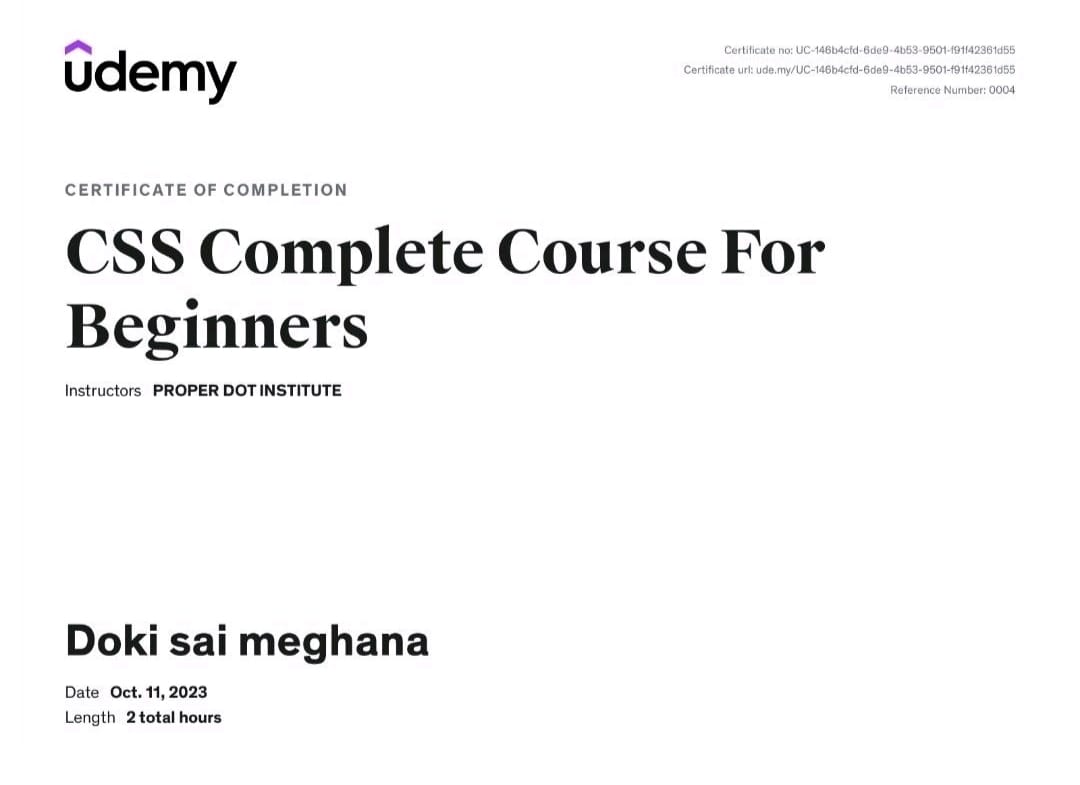 udemy
Certificate no: UC-146b4cfd-6de9-4b53-9501-f91f42361d55
Certificate url: ude.my/UC-146b4cfd-6de9-4b53-9501-f91f42361d55
Reference Number: 0004
CERTIFICATE OF COMPLETION
CSS Complete Course For
Beginners
Instructors PROPER DOT INSTITUTE
Doki sai meghana
Date Oct. 11, 2023
Length 2 total hours